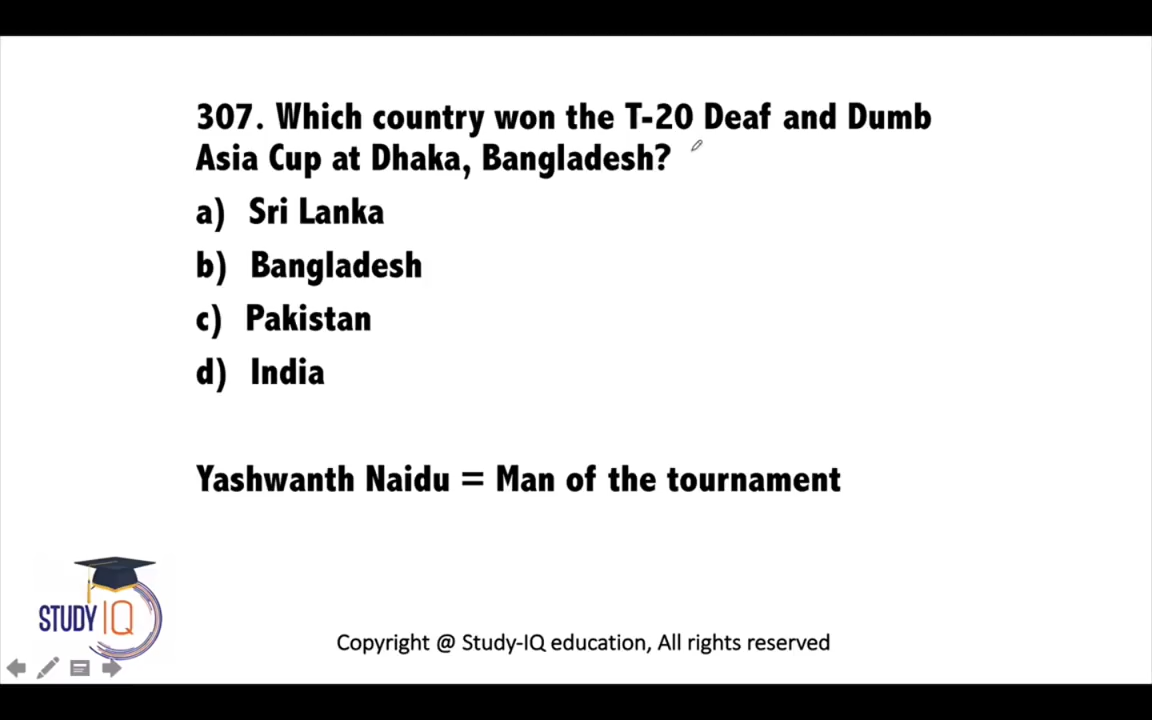 307. Which country won the T-20 Deaf and Dumb
Asia Cup at Dhaka, Bangladesh?
a) Sri Lanka
b) Bangladesh
c) Pakistan
d) India
Yashwanth Naidu = Man of the tournament
STUDY IQ
Copyright @ Study-IQ education, All rights reserved